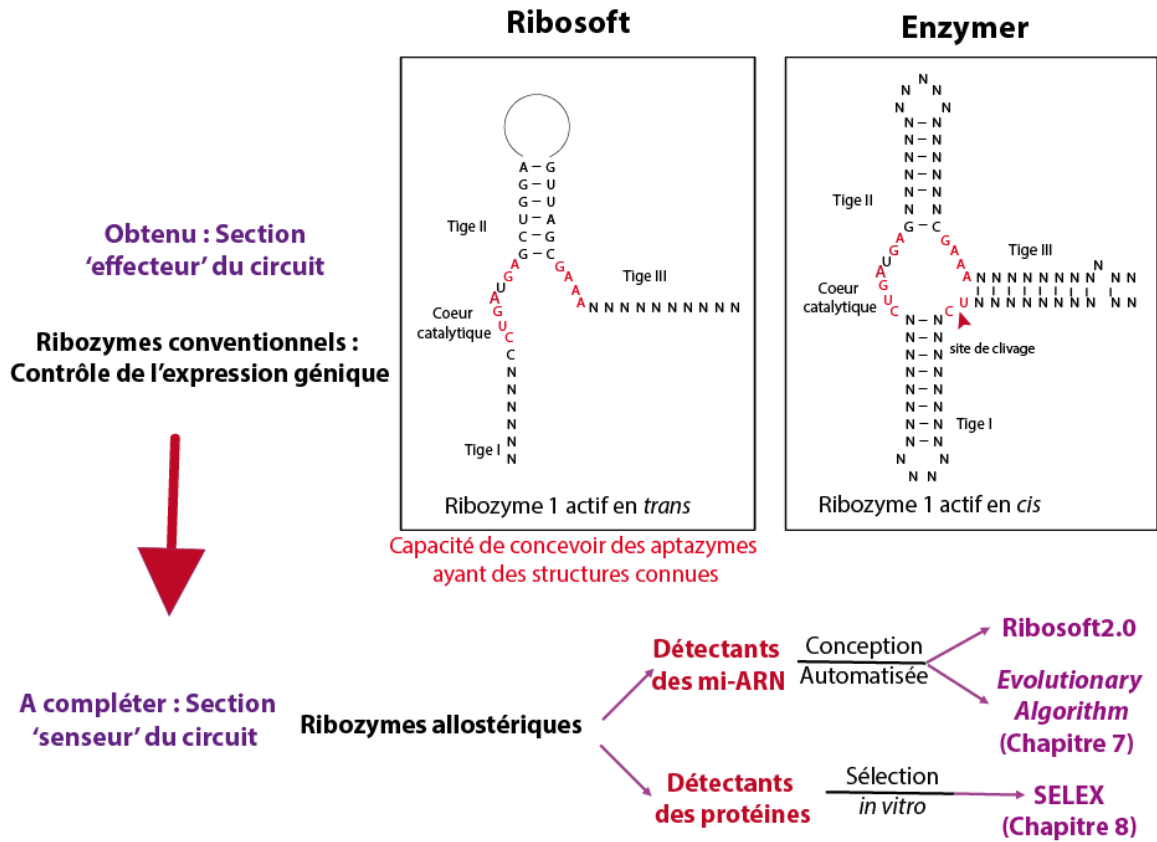 Ribosoft
A – G
G – U
G – U
U – A
C – G
G – C
Tige II
A
G
U
A
G
U
C
C
N
N
N
N
N
N
G
A
A
A
N N N N N N N N N N
Tige III
Coeur
catalytique
Tige I
Ribozyme 1 actif en trans
Enzymer
N
N N
N N
N – N
N – N
N – N
N – N
N – N
N – N
G – C
Tige II
A
G
U
A
G
U
C
G
A
A
A
Tige III
N
N N N N N N N N N N
U N N N N N N N N N N
C
Coeur
catalytique
site de clivage
N – N
N – N
N – N
N – N
N – N
N – N
N – N
N – N
N N
N N
Tige I
Ribozyme 1 actif en cis
Obtenu : Section
‘effecteur’ du circuit
Ribozymes conventionnels :
Contrôle de l’expression génique
Capacité de concevoir des aptazymes
ayant des structures connues
A compléter : Section
‘senseur’ du circuit
Ribozymes allostériques
Détectants
des mi-ARN
Conception
Automatisée
Ribosoft2.0
Evolutionary
Algorithm
(Chapitre 7)
Détectants
des protéines
Sélection
in vitro
SELEX
(Chapitre 8)